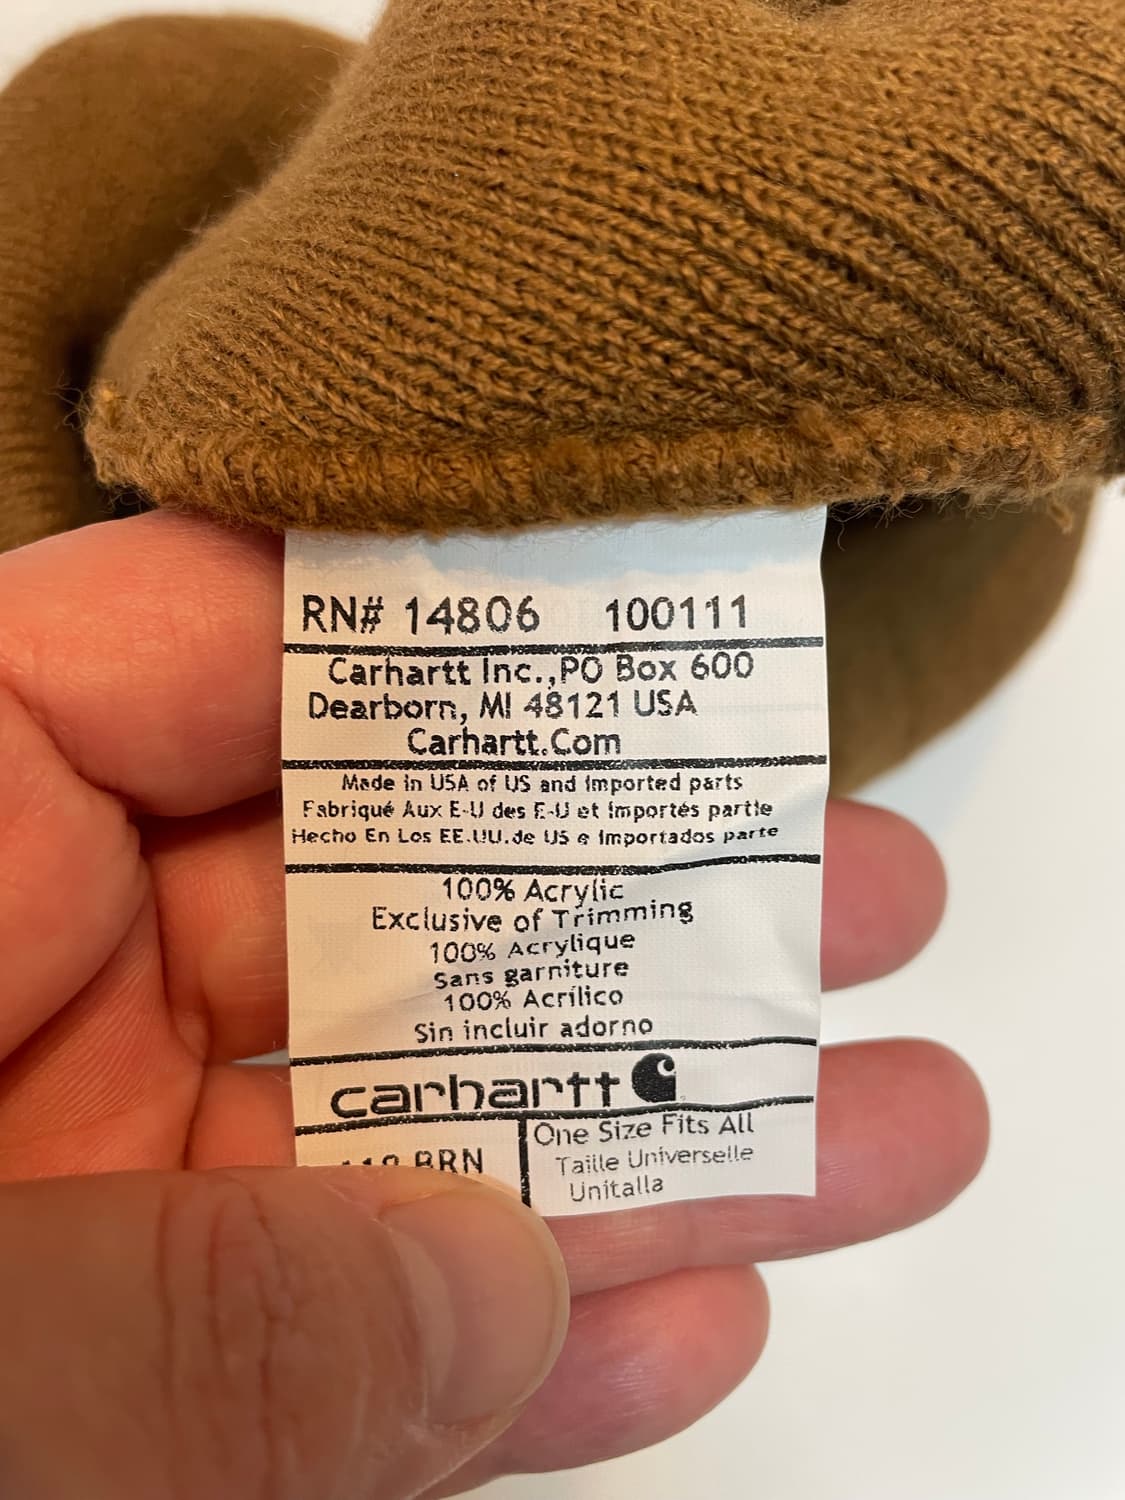 RN# 14806 100111
Carhartt Inc.,PO Box 600
Dearborn, MI 48121 USA
Carhartt.Com
Made in USA of US and Imported parts
Fabriqué Aux E-U des E-U et Importés partie
Hecho En Los EE.UU.de US e Importados parte
100% Acrylic
Exclusive of Trimming
100% Acrylique
Sans garniture
100% Acrílico
Sin incluir adorno
carhartt
BRN
One Size Fits All
Taille Universelle
Unitalla